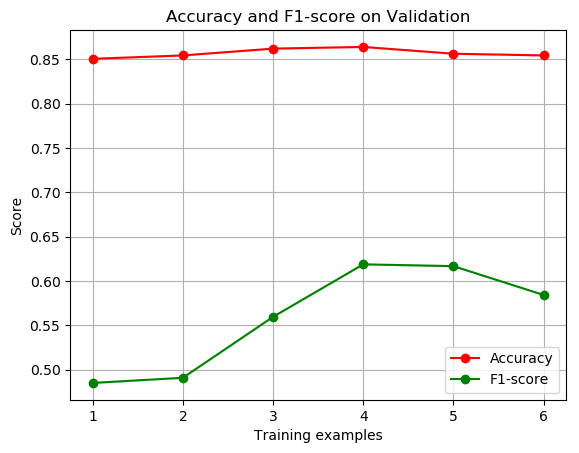 Accuracy and F1-score on Validation
0.85
0.80
0.75
0.70
0.65
0.60
0.55
0.50
Score
Accuracy
F1-score
1 2 3 4 5 6
Training examples